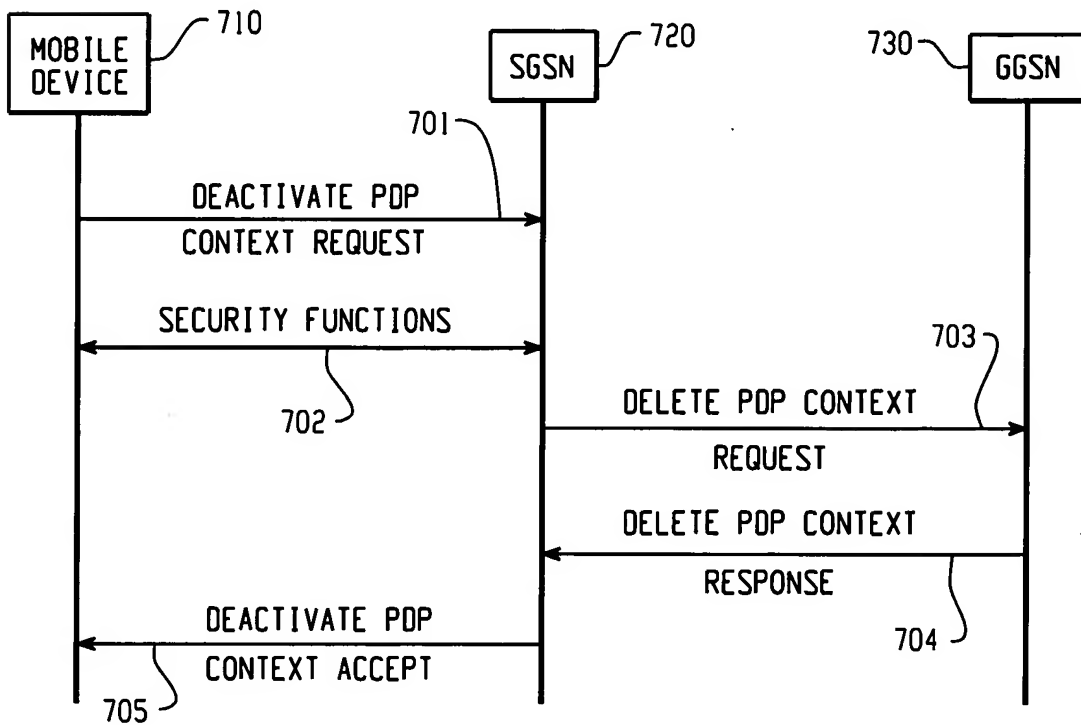 710
MOBILE
DEVICE
720
SGSN
730
GGSN
701
DEACTIVATE PDP
CONTEXT REQUEST
SECURITY FUNCTIONS
702
703
DELETE PDP CONTEXT
REQUEST
DELETE PDP CONTEXT
RESPONSE
704
DEACTIVATE PDP
CONTEXT ACCEPT
705